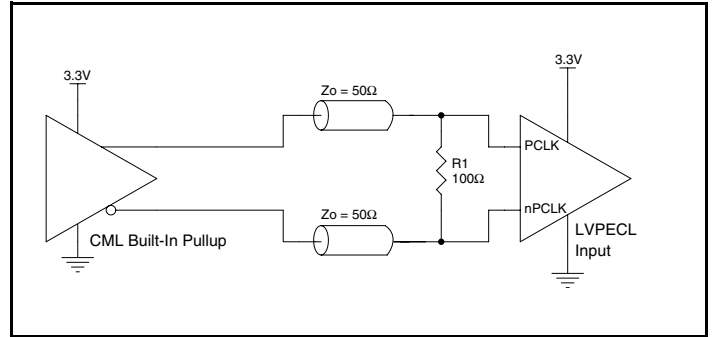 3.3V
3.3V
Zo = 50Ω
PCLK
R1
100Ω
Zo = 50Ω
nPCLK
CML Built-In Pullup
LVPECL
Input